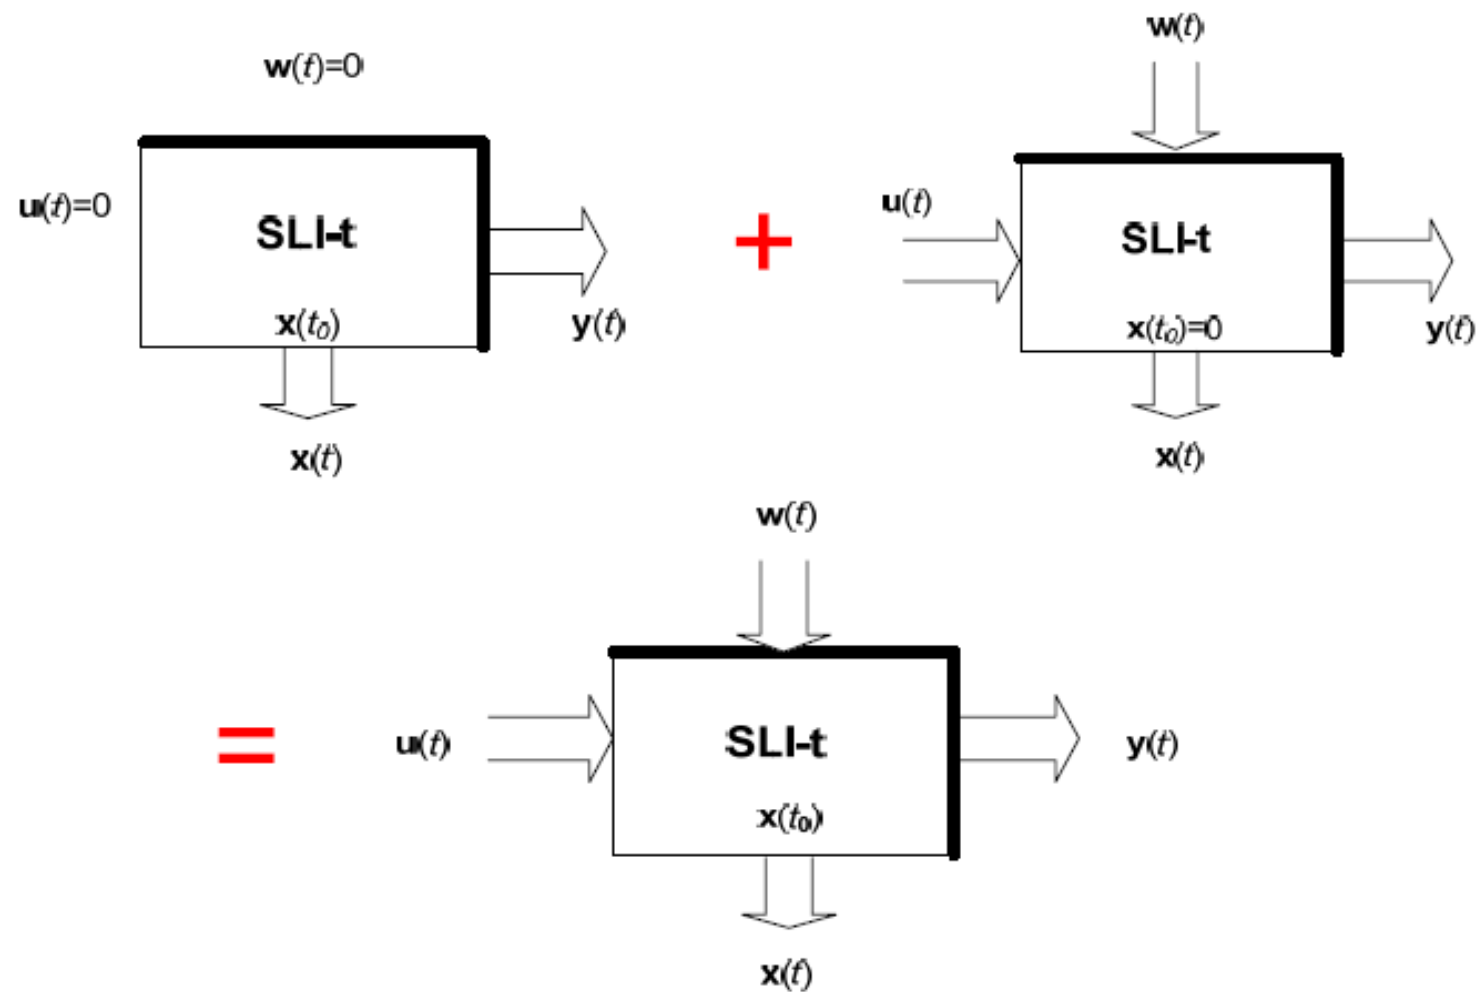 w(t)=0
u(t)=0
SLI-t
x(t0)
y(t)
x(t)
+
w(t)
u(t)
SLI-t
x(t0)=0
y(t)
x(t)
=
w(t)
u(t)
SLI-t
x(t0)
y(t)
x(t)